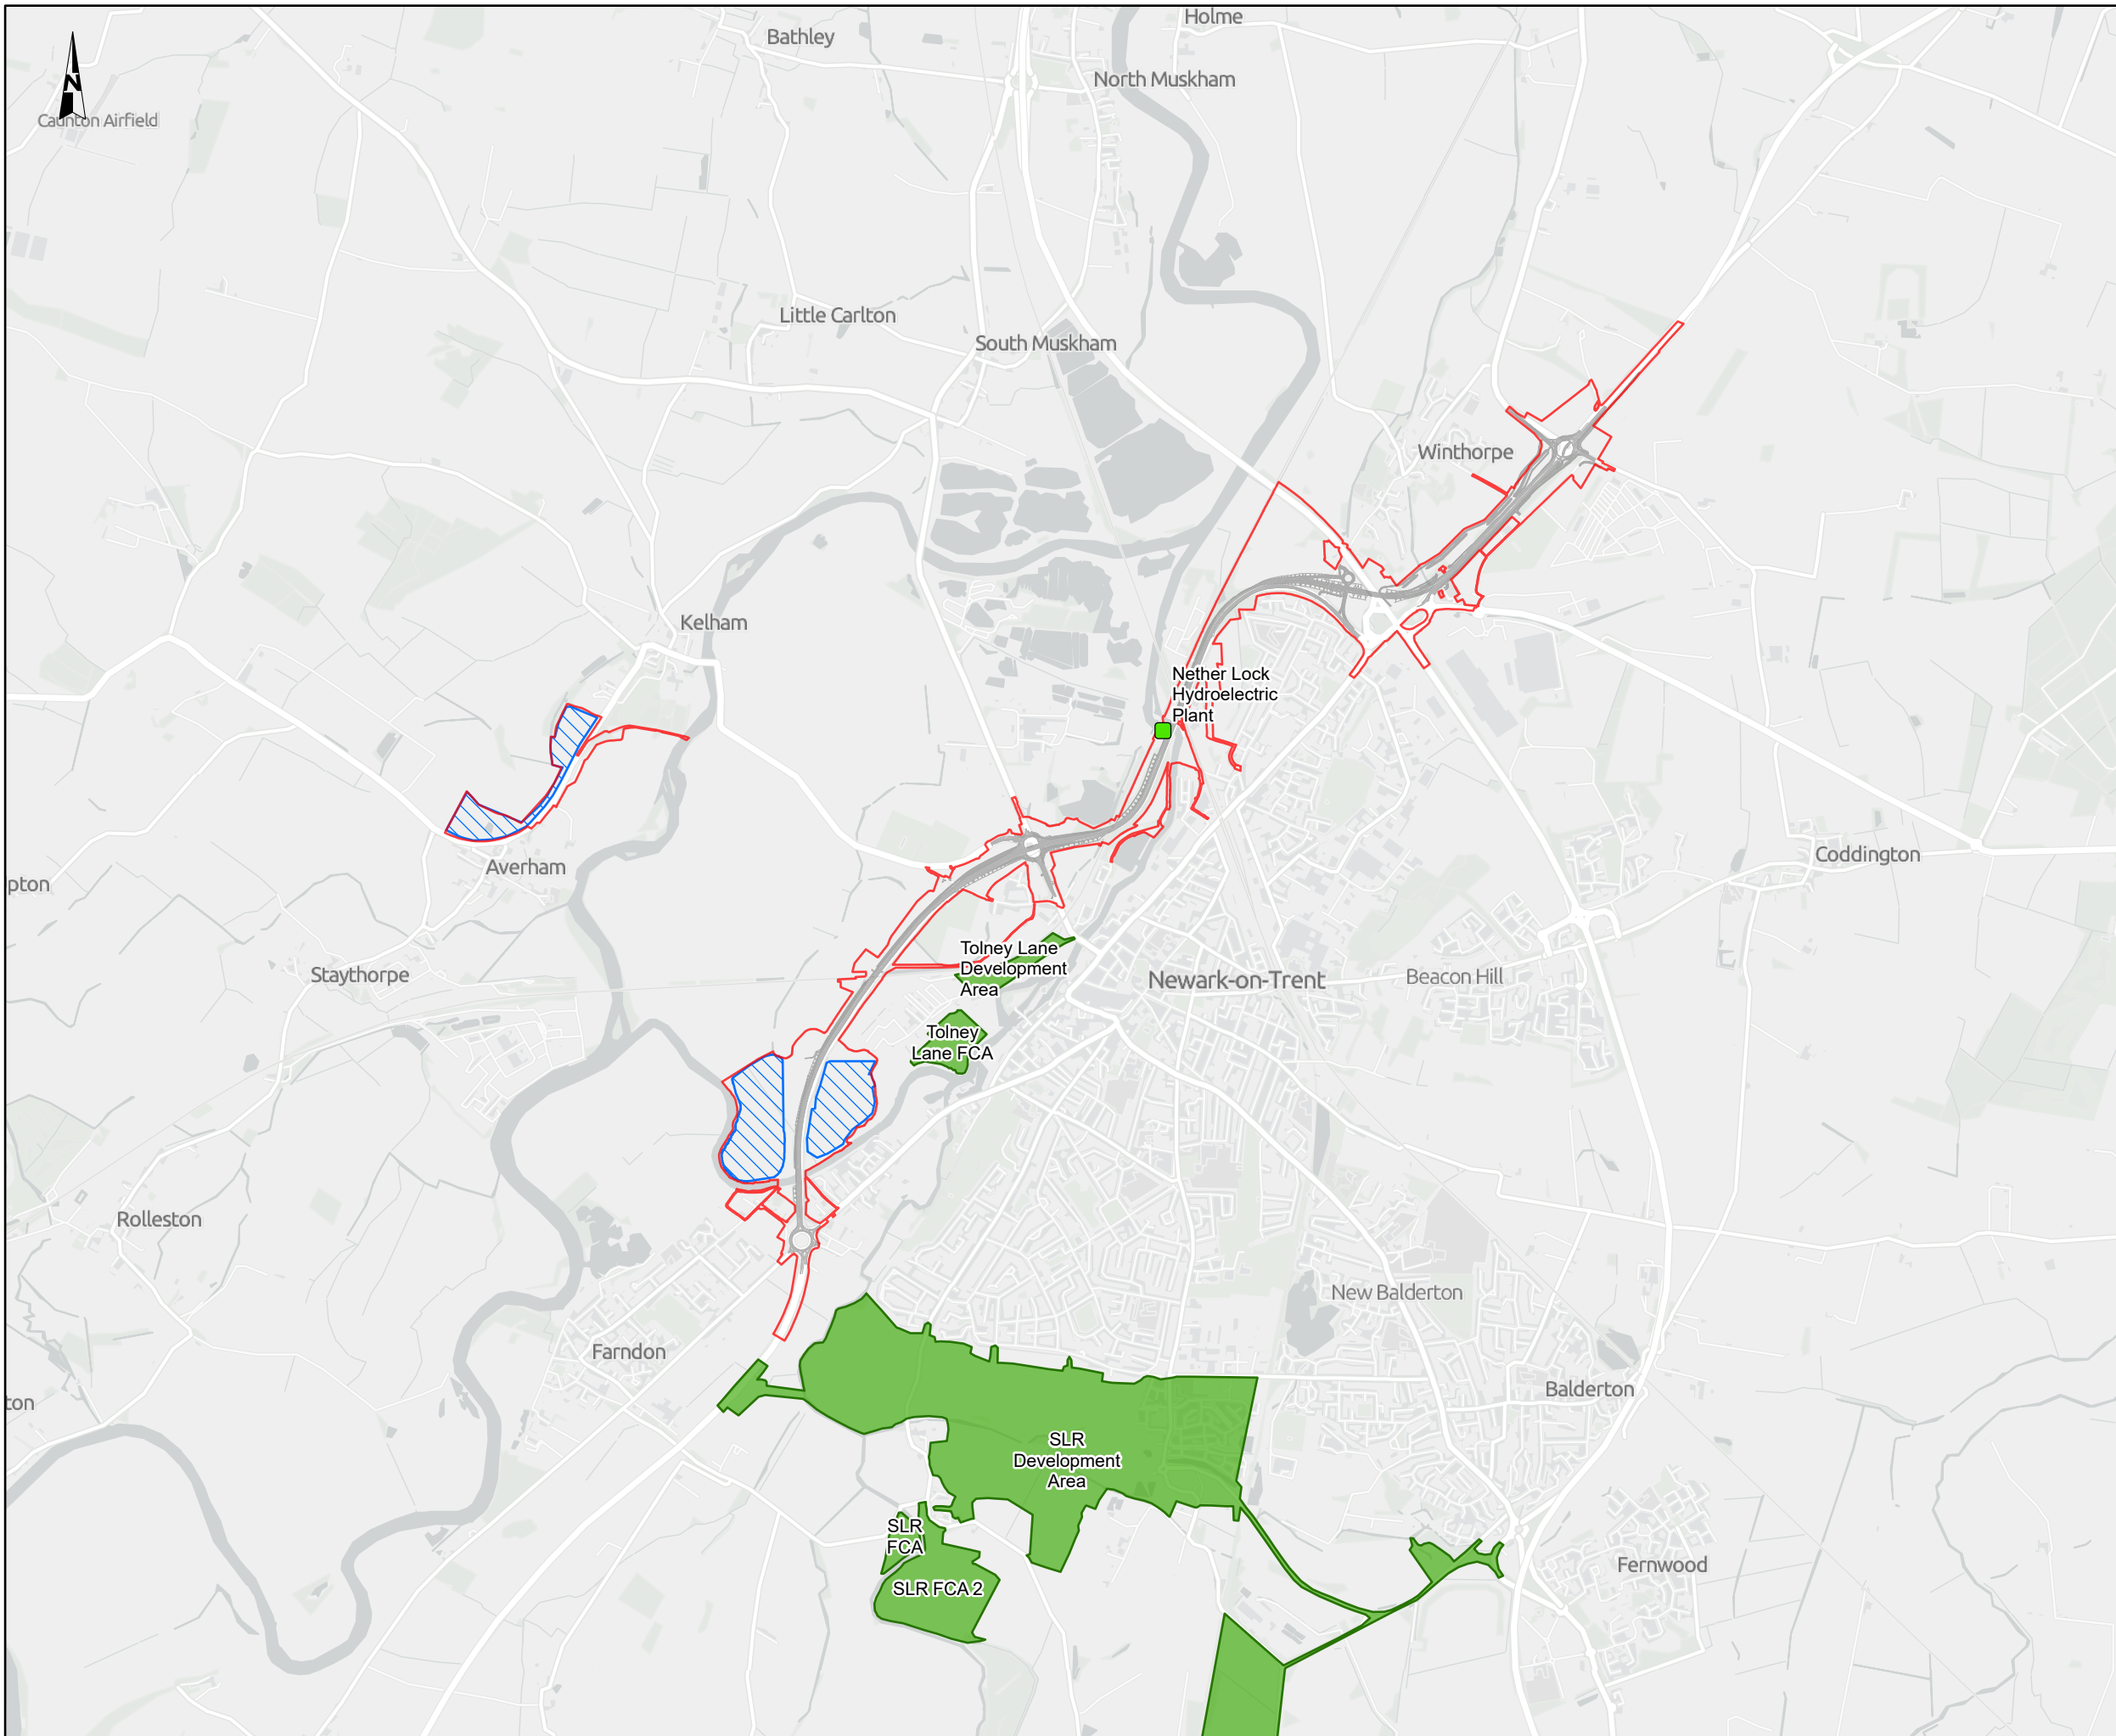 Holme
Bathley
North Muskham
N
Caunton Airfield
Little Carlton
South Muskham
Winthorpe
Kelham
Nether Lock
Hydroelectric
Plant
Averham
Coddington
pton
Tolney Lane
Development
Area
Staythorpe
Newark-on-Trent
Beacon Hill
Tolney
Lane FCA
Rolleston
New Balderton
Farndon
Balderton
ton
SLR
Development
Area
SLR
FCA
SLR FCA 2
Fernwood